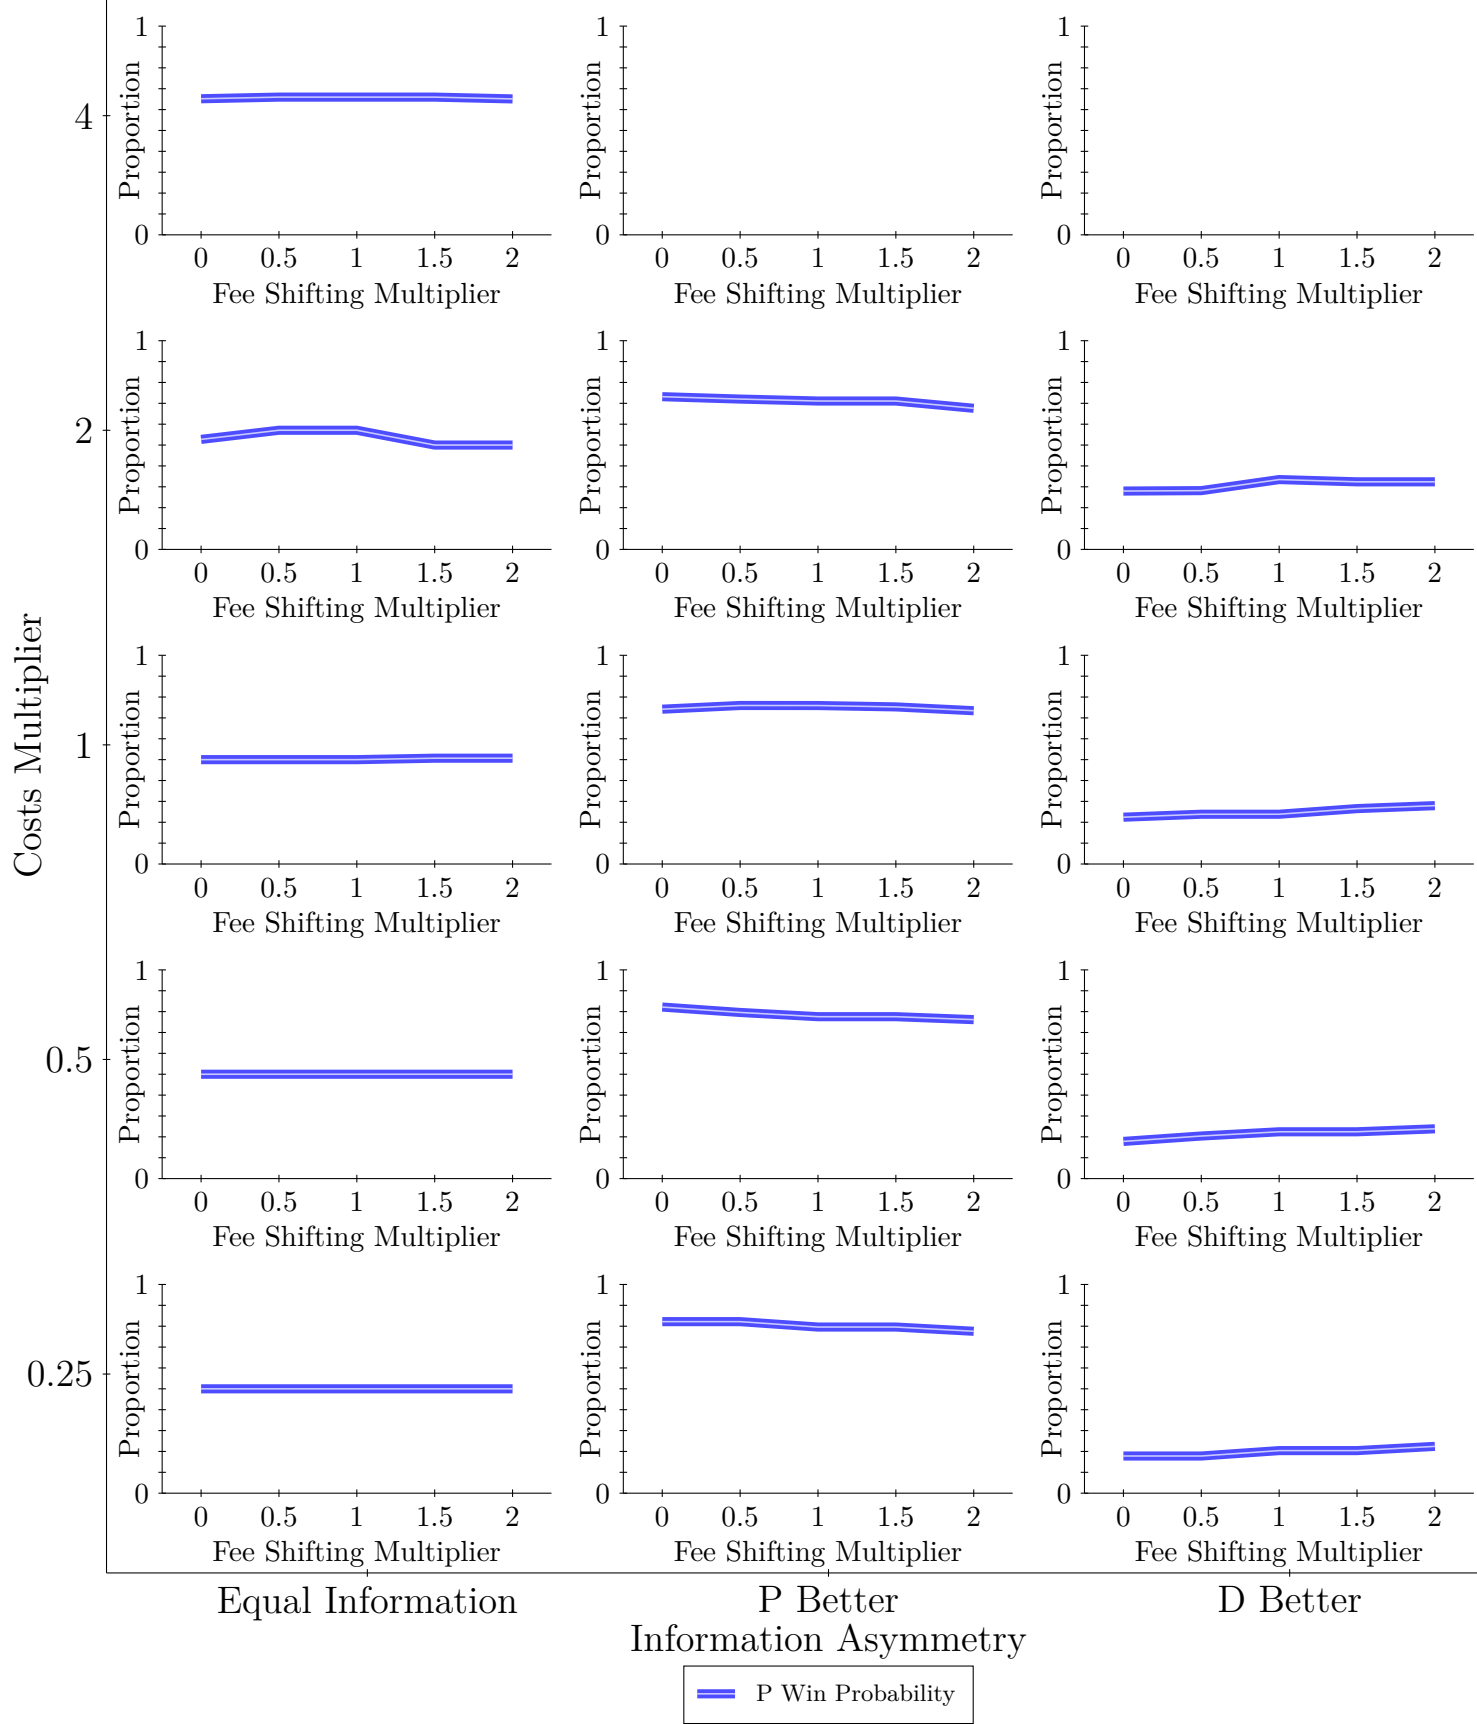 Costs Multiplier
4
Proportion
1
0
0 0.5 1 1.5 2
Fee Shifting Multiplier
Proportion
1
0
0 0.5 1 1.5 2
Fee Shifting Multiplier
Proportion
1
0
0 0.5 1 1.5 2
Fee Shifting Multiplier
2
Proportion
1
0
0 0.5 1 1.5 2
Fee Shifting Multiplier
Proportion
1
0
0 0.5 1 1.5 2
Fee Shifting Multiplier
Proportion
1
0
0 0.5 1 1.5 2
Fee Shifting Multiplier
1
Proportion
1
0
0 0.5 1 1.5 2
Fee Shifting Multiplier
Proportion
1
0
0 0.5 1 1.5 2
Fee Shifting Multiplier
Proportion
1
0
0 0.5 1 1.5 2
Fee Shifting Multiplier
0.5
Proportion
1
0
0 0.5 1 1.5 2
Fee Shifting Multiplier
Proportion
1
0
0 0.5 1 1.5 2
Fee Shifting Multiplier
Proportion
1
0
0 0.5 1 1.5 2
Fee Shifting Multiplier
0.25
Proportion
1
0
0 0.5 1 1.5 2
Fee Shifting Multiplier
Proportion
1
0
0 0.5 1 1.5 2
Fee Shifting Multiplier
Proportion
1
0
0 0.5 1 1.5 2
Fee Shifting Multiplier
Equal Information
P Better
D Better
Information Asymmetry
P Win Probability